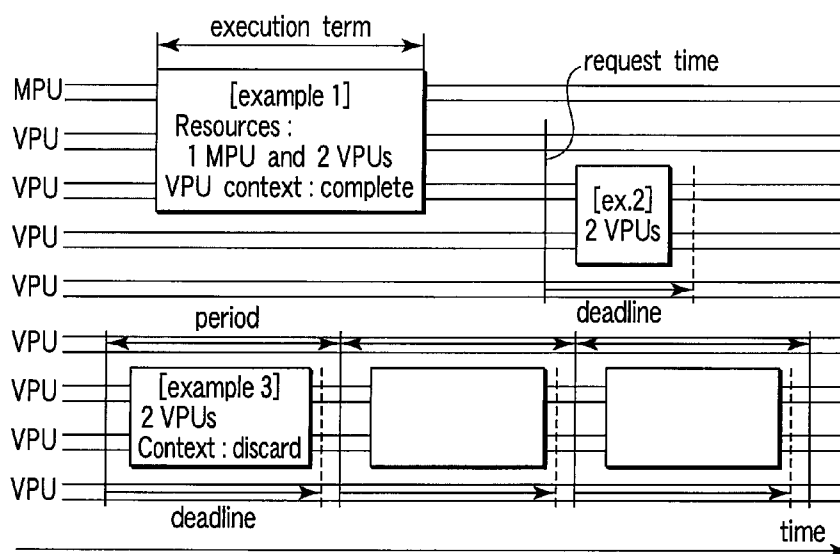 execution term
request time
MPU
[example 1]
Resources :
1 MPU and 2 VPUs
VPU context : complete
VPU
VPU
[ex.2]
2 VPUs
VPU
VPU
deadline
period
VPU
VPU
[example 3]
2 VPUs
Context : discard
VPU
VPU
deadline
time